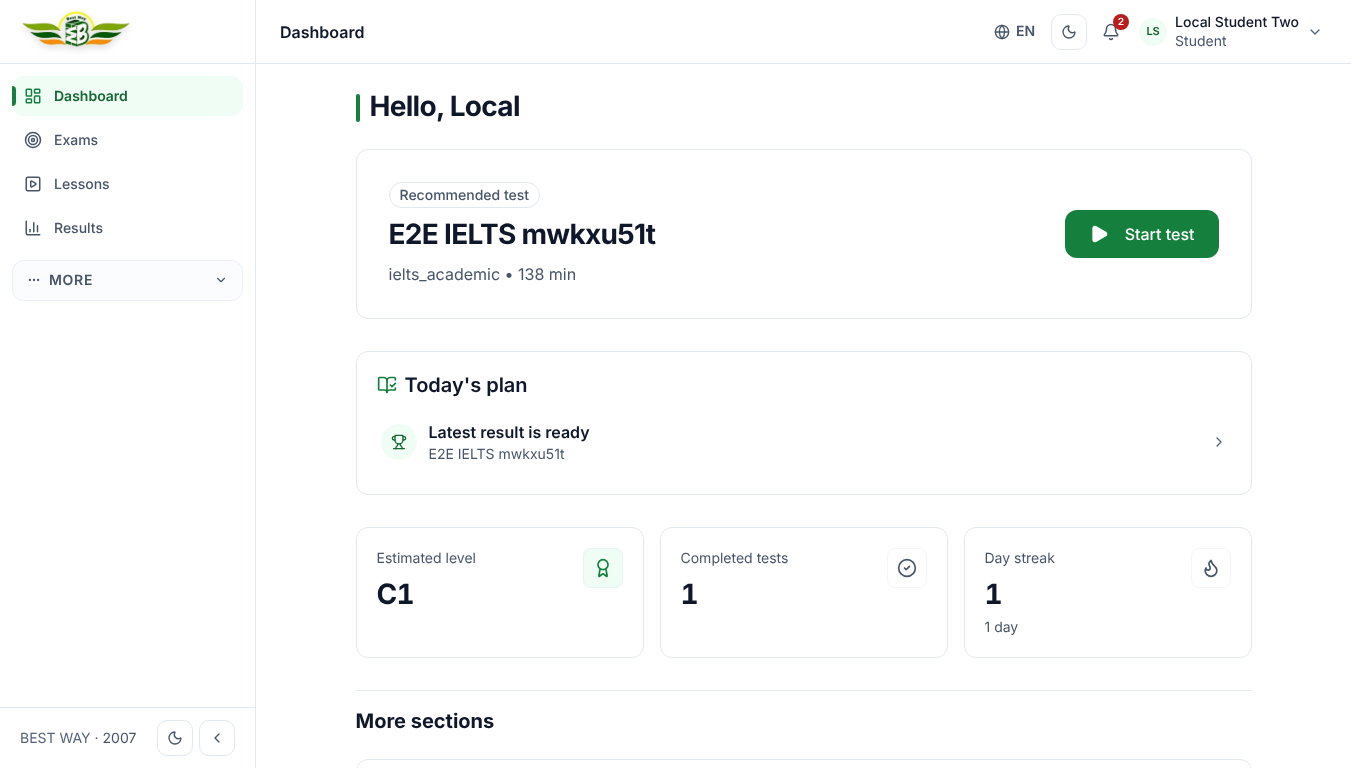 Dashboard
EN
2
LS
Local Student Two
Student
Dashboard
Exams
Lessons
Results
MORE
BEST WAY · 2007
Hello, Local
Recommended test
E2E IELTS mwkxu51t
ielts_academic • 138 min
Start test
Today's plan
Latest result is ready
E2E IELTS mwkxu51t
Estimated level
C1
Completed tests
1
Day streak
1
1 day
More sections